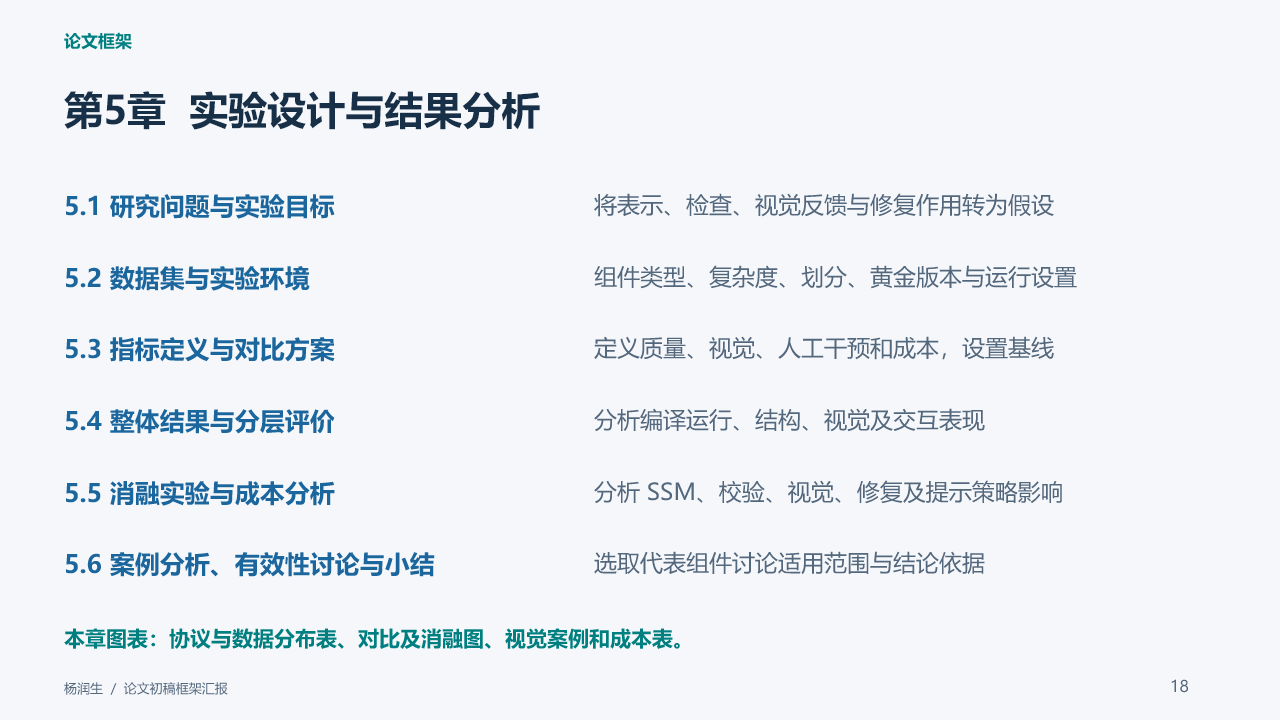 论文框架
第5章 实验设计与结果分析
5.1 研究问题与实验目标
将表示、检查、视觉反馈与修复作用转为假设
5.2 数据集与实验环境
组件类型、复杂度、划分、黄金版本与运行设置
5.3 指标定义与对比方案
定义质量、视觉、人工干预和成本，设置基线
5.4 整体结果与分层评价
分析编译运行、结构、视觉及交互表现
5.5 消融实验与成本分析
分析 SSM、校验、视觉、修复及提示策略影响
5.6 案例分析、有效性讨论与小结
选取代表组件讨论适用范围与结论依据
本章图表：协议与数据分布表、对比及消融图、视觉案例和成本表。
杨润生 / 论文初稿框架汇报
18